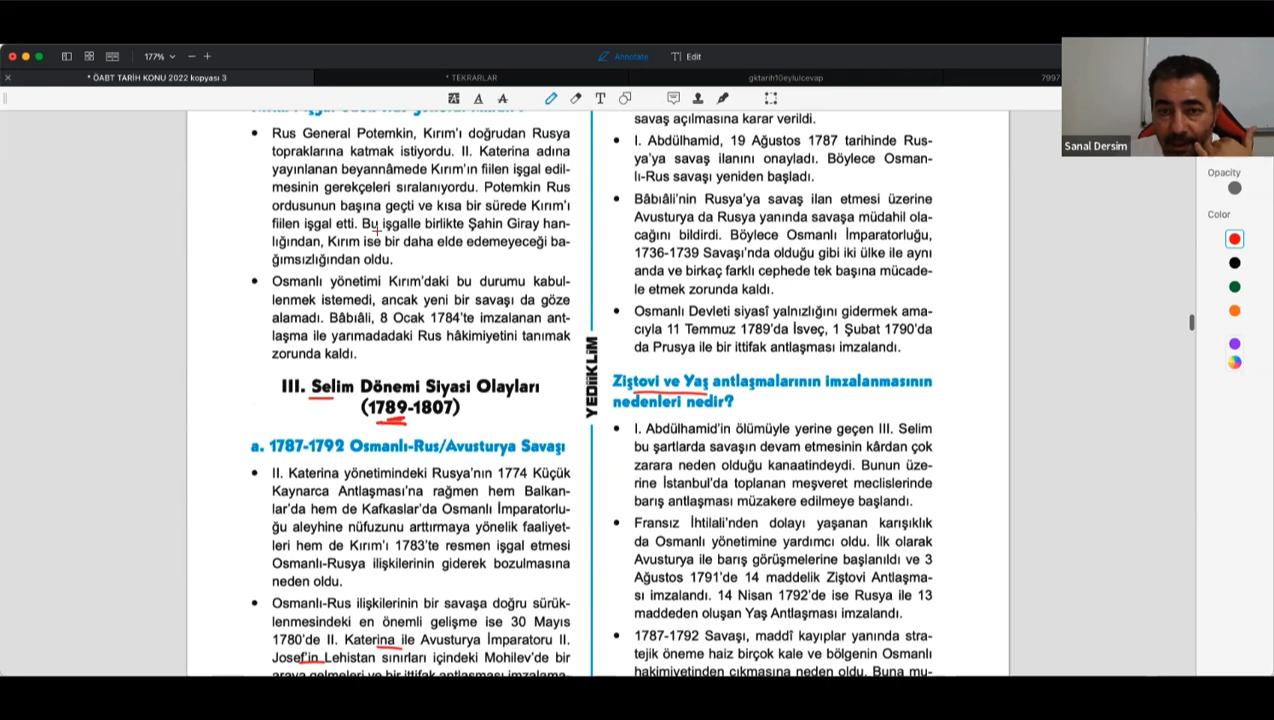 177%
Annotate
Edit
* ÖABT TARİH KONU 2022 kopyası 3
* TEKRARLAR
gktarih10eylulcevap
7997
Sanal Dersim
Opacity
Color
Rus General Potemkin, Kırım'ı doğrudan Rusya
topraklarına katmak istiyordu. II. Katerina adına
yayınlanan beyannâmede Kırım'ın fiilen işgal edil-
mesinin gerekçeleri sıralanıyordu. Potemkin Rus
ordusunun başına geçti ve kısa bir sürede Kırım'ı
fiilen işgal etti. Bu işgalle birlikte Şahin Giray han-
lığından, Kırım ise bir daha elde edemeyeceği ba-
ğımsızlığından oldu.
Osmanlı yönetimi Kırım'daki bu durumu kabul-
lenmek istemedi, ancak yeni bir savaşı da göze
alamadı. Bâbıâli, 8 Ocak 1784'te imzalanan ant-
laşma ile yarımadadaki Rus hâkimiyetini tanımak
zorunda kaldı.
III. Selim Dönemi Siyasi Olayları
(1789-1807)
a. 1787-1792 Osmanlı-Rus/Avusturya Savaşı
II. Katerina yönetimindeki Rusya'nın 1774 Küçük
Kaynarca Antlaşması'na rağmen hem Balkan-
lar'da hem de Kafkaslar'da Osmanlı İmparatorlu-
ğu aleyhine nüfuzunu arttırmaya yönelik faaliyet-
leri hem de Kırım'ı 1783'te resmen işgal etmesi
Osmanlı-Rusya ilişkilerinin giderek bozulmasına
neden oldu.
Osmanlı-Rus ilişkilerinin bir savaşa doğru sürük-
lenmesindeki en önemli gelişme ise 30 Mayıs
1780'de II. Katerina ile Avusturya İmparatoru II.
Josef'in Lehistan sınırları içindeki Mohilev'de bir
araya gelmeleri ve bir ittifak antlaşması imzalama-
YEDİİKLİM
savaş açılmasına karar verildi.
I. Abdülhamid, 19 Ağustos 1787 tarihinde Rus-
ya'ya savaş ilanını onayladı. Böylece Osman-
lı-Rus savaşı yeniden başladı.
Bâbıâli'nin Rusya'ya savaş ilan etmesi üzerine
Avusturya da Rusya yanında savaşa müdahil ola-
cağını bildirdi. Böylece Osmanlı İmparatorluğu,
1736-1739 Savaşı'nda olduğu gibi iki ülke ile aynı
anda ve birkaç farklı cephede tek başına mücade-
le etmek zorunda kaldı.
Osmanlı Devleti siyasî yalnızlığını gidermek ama-
cıyla 11 Temmuz 1789'da İsveç, 1 Şubat 1790'da
da Prusya ile bir ittifak antlaşması imzalandı.
Ziştovi ve Yaş antlaşmalarının imzalanmasının
nedenleri nedir?
I. Abdülhamid'in ölümüyle yerine geçen III. Selim
bu şartlarda savaşın devam etmesinin kârdan çok
zarara neden olduğu kanaatindeydi. Bunun üze-
rine İstanbul'da toplanan meşveret meclislerinde
barış antlaşması müzakere edilmeye başlandı.
Fransız İhtilali'nden dolayı yaşanan karışıklık
da Osmanlı yönetimine yardımcı oldu. İlk olarak
Avusturya ile barış görüşmelerine başlanıldı ve 3
Ağustos 1791'de 14 maddelik Ziştovi Antlaşma-
sı imzalandı. 14 Nisan 1792'de ise Rusya ile 13
maddeden oluşan Yaş Antlaşması imzalandı.
1787-1792 Savaşı, maddî kayıplar yanında stra-
tejik öneme haiz birçok kale ve bölgenin Osmanlı
hakimiyetinden çıkmasına neden oldu. Buna mu-